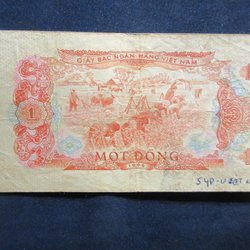 GIẤY BẠC NGÂN HÀNG VIỆT NAM
1
MỘT ĐỒNG